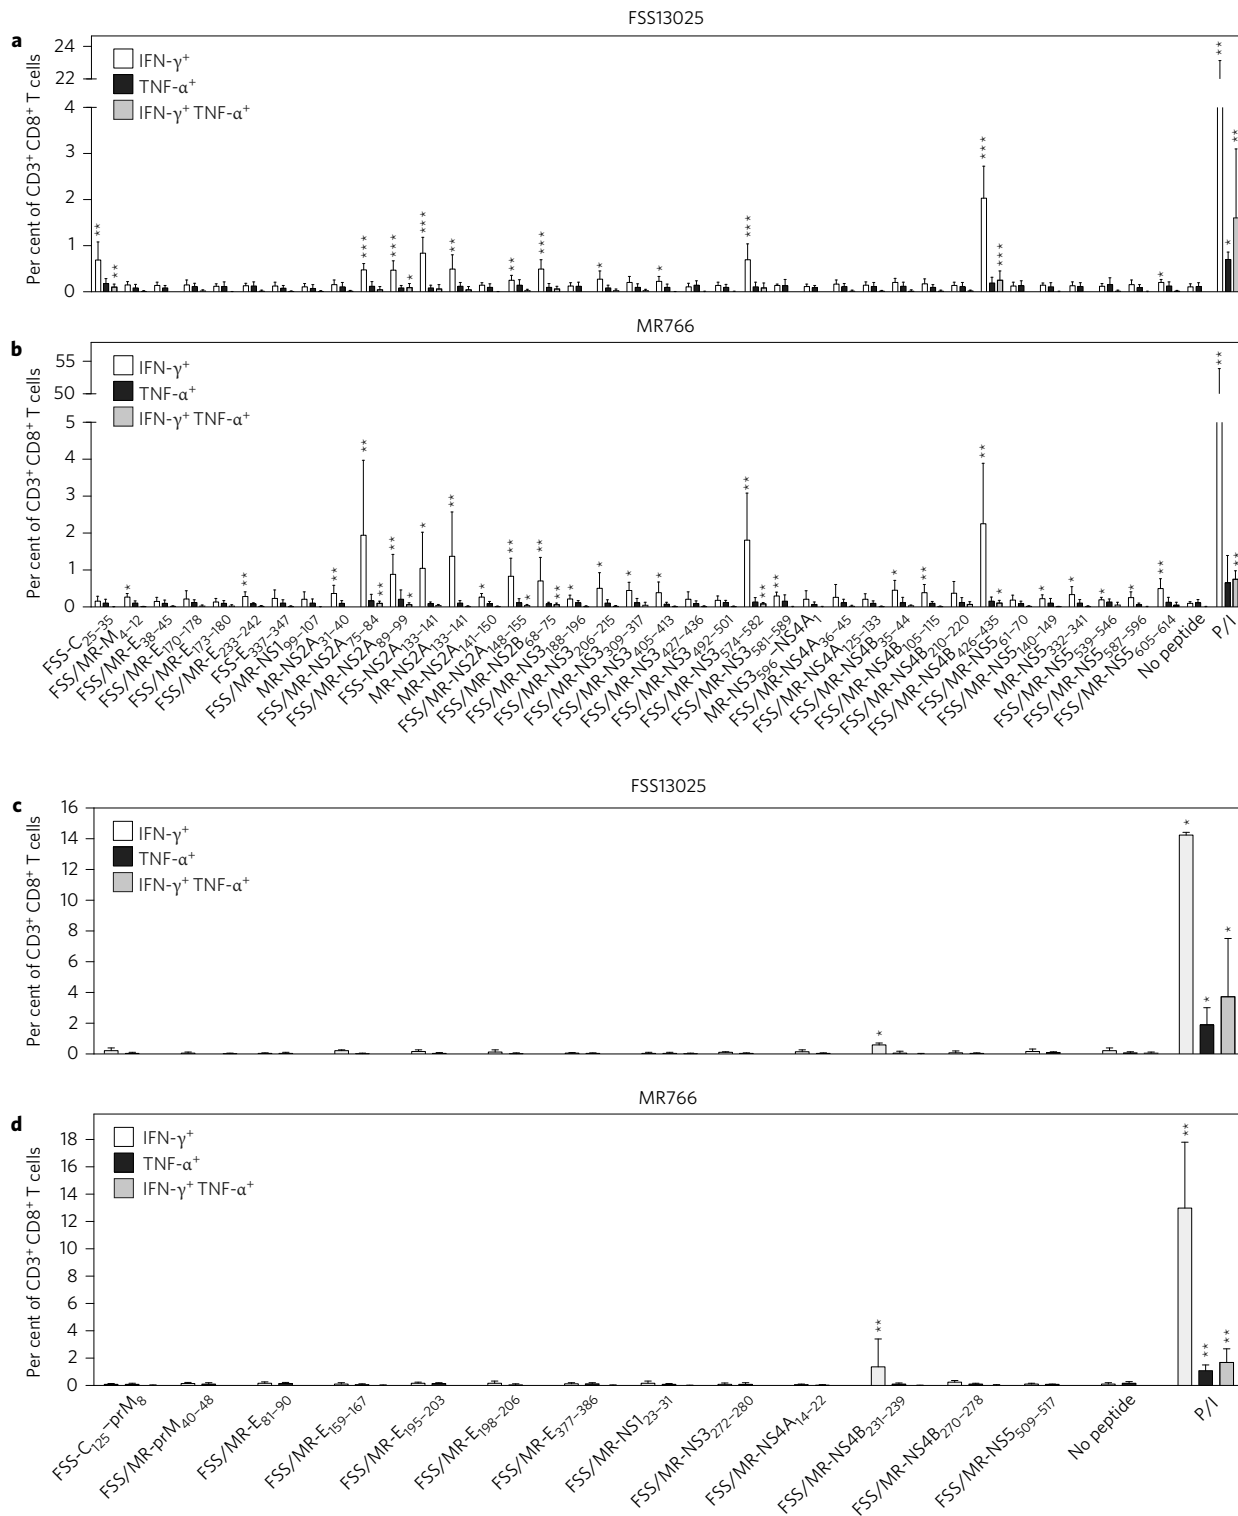 FSS13025
a
Per cent of CD3⁺ CD8⁺ T cells
24
22
4
3
2
1
0
IFN-γ⁺
TNF-α⁺
IFN-γ⁺ TNF-α⁺
MR766
b
Per cent of CD3⁺ CD8⁺ T cells
55
50
5
4
3
2
1
0
IFN-γ⁺
TNF-α⁺
IFN-γ⁺ TNF-α⁺
FSS-C25–35
FSS/MR-M4–12
FSS/MR-E38–45
FSS/MR-E170–178
FSS/MR-E173–180
FSS/MR-E233–242
FSS-E337–347
FSS/MR-NS199–107
MR-NS2A31–40
FSS/MR-NS2A75–84
FSS/MR-NS2A89–99
FSS-NS2A133–141
MR-NS2A133–141
MR-NS2A141–150
FSS/MR-NS2A148–155
FSS/MR-NS2B68–75
FSS/MR-NS3188–196
FSS/MR-NS3206–215
FSS/MR-NS3309–317
FSS/MR-NS3405–413
FSS/MR-NS3427–436
FSS/MR-NS3492–501
FSS/MR-NS3574–582
FSS/MR-NS3581–589
MR-NS3596–NS4A1
FSS/MR-NS4A36–45
FSS/MR-NS4A125–133
FSS/MR-NS4B35–44
FSS/MR-NS4B105–115
FSS/MR-NS4B210–220
FSS/MR-NS4B426–435
FSS/MR-NS561–70
FSS/MR-NS5140–149
MR-NS5332–341
FSS/MR-NS5539–546
FSS/MR-NS5587–596
FSS/MR-NS5605–614
No peptide
P/I
FSS13025
c
Per cent of CD3⁺ CD8⁺ T cells
16
14
12
10
8
6
4
2
0
IFN-γ⁺
TNF-α⁺
IFN-γ⁺ TNF-α⁺
MR766
d
Per cent of CD3⁺ CD8⁺ T cells
18
16
14
12
10
8
6
4
2
0
IFN-γ⁺
TNF-α⁺
IFN-γ⁺ TNF-α⁺
FSS-C125–prM8
FSS/MR-prM40–48
FSS/MR-E81–90
FSS/MR-E159–167
FSS/MR-E195–203
FSS/MR-E198–206
FSS/MR-E377–386
FSS/MR-NS123–31
FSS/MR-NS3272–280
FSS/MR-NS4A14–22
FSS/MR-NS4B231–239
FSS/MR-NS4B270–278
FSS/MR-NS5509–517
No peptide
P/I